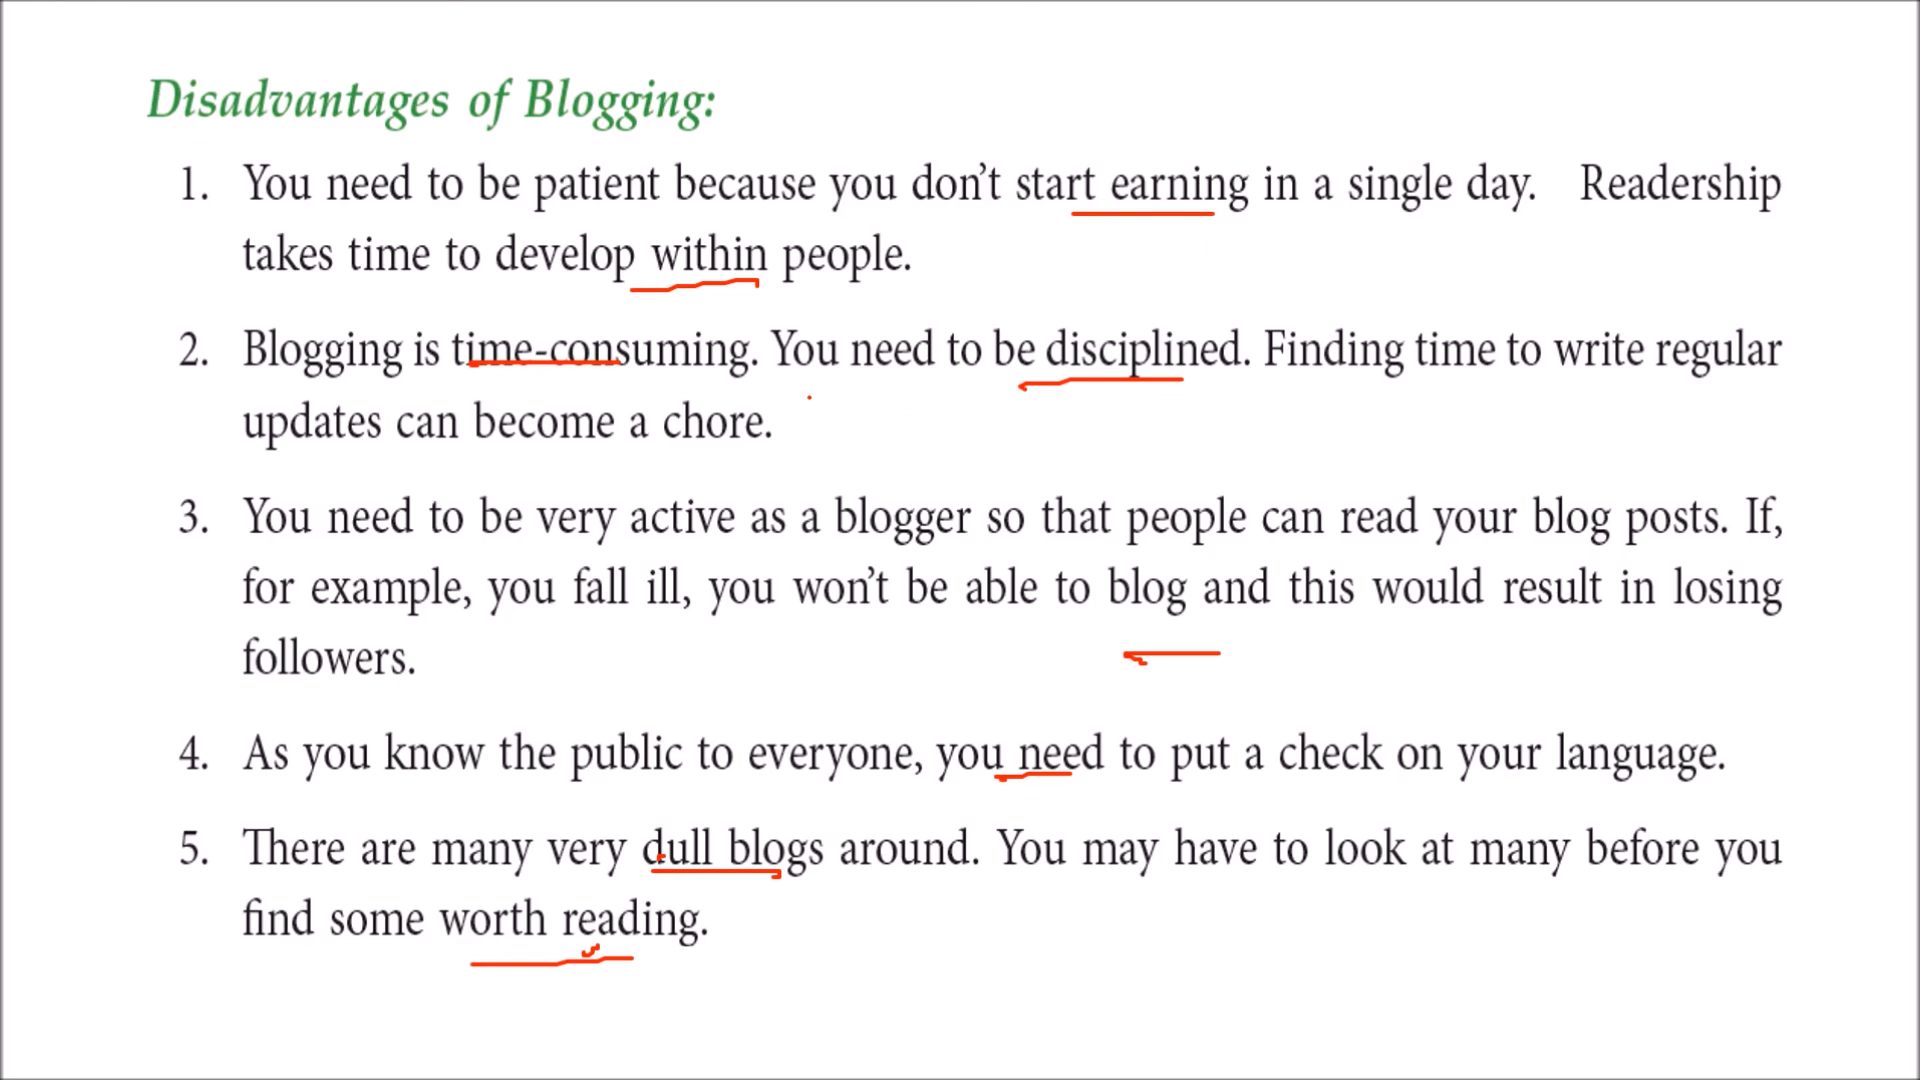 Disadvantages of Blogging:
1. You need to be patient because you don’t start earning in a single day. Readership
takes time to develop within people.
2. Blogging is time-consuming. You need to be disciplined. Finding time to write regular
updates can become a chore.
3. You need to be very active as a blogger so that people can read your blog posts. If,
for example, you fall ill, you won’t be able to blog and this would result in losing
followers.
4. As you know the public to everyone, you need to put a check on your language.
5. There are many very dull blogs around. You may have to look at many before you
find some worth reading.